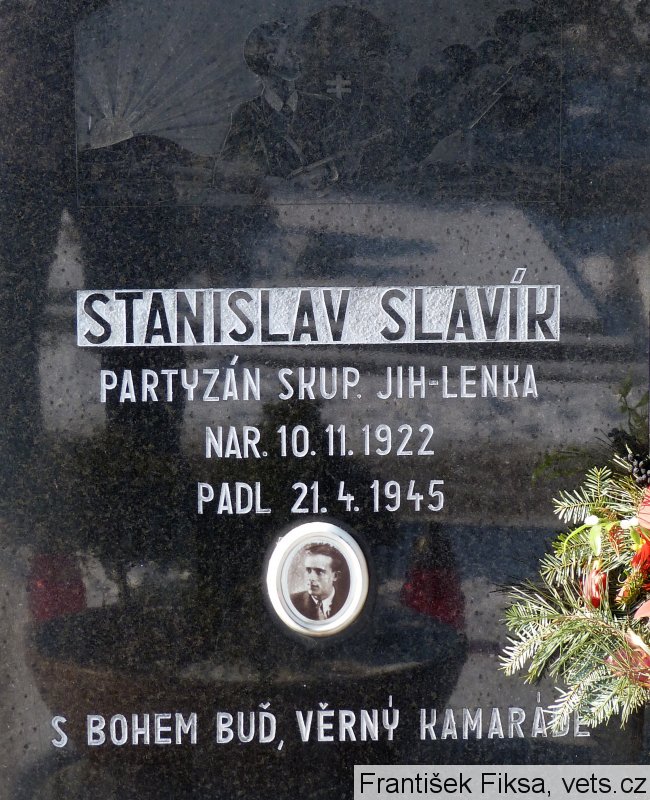 STANISLAV SLAVÍK
PARTYZÁN SKUP. JIH-LENKA
NAR. 10. 11. 1922
PADL 21. 4. 1945
S BOHEM BUĎ, VĚRNÝ KAMARÁDE
František Fiksa, vets.cz